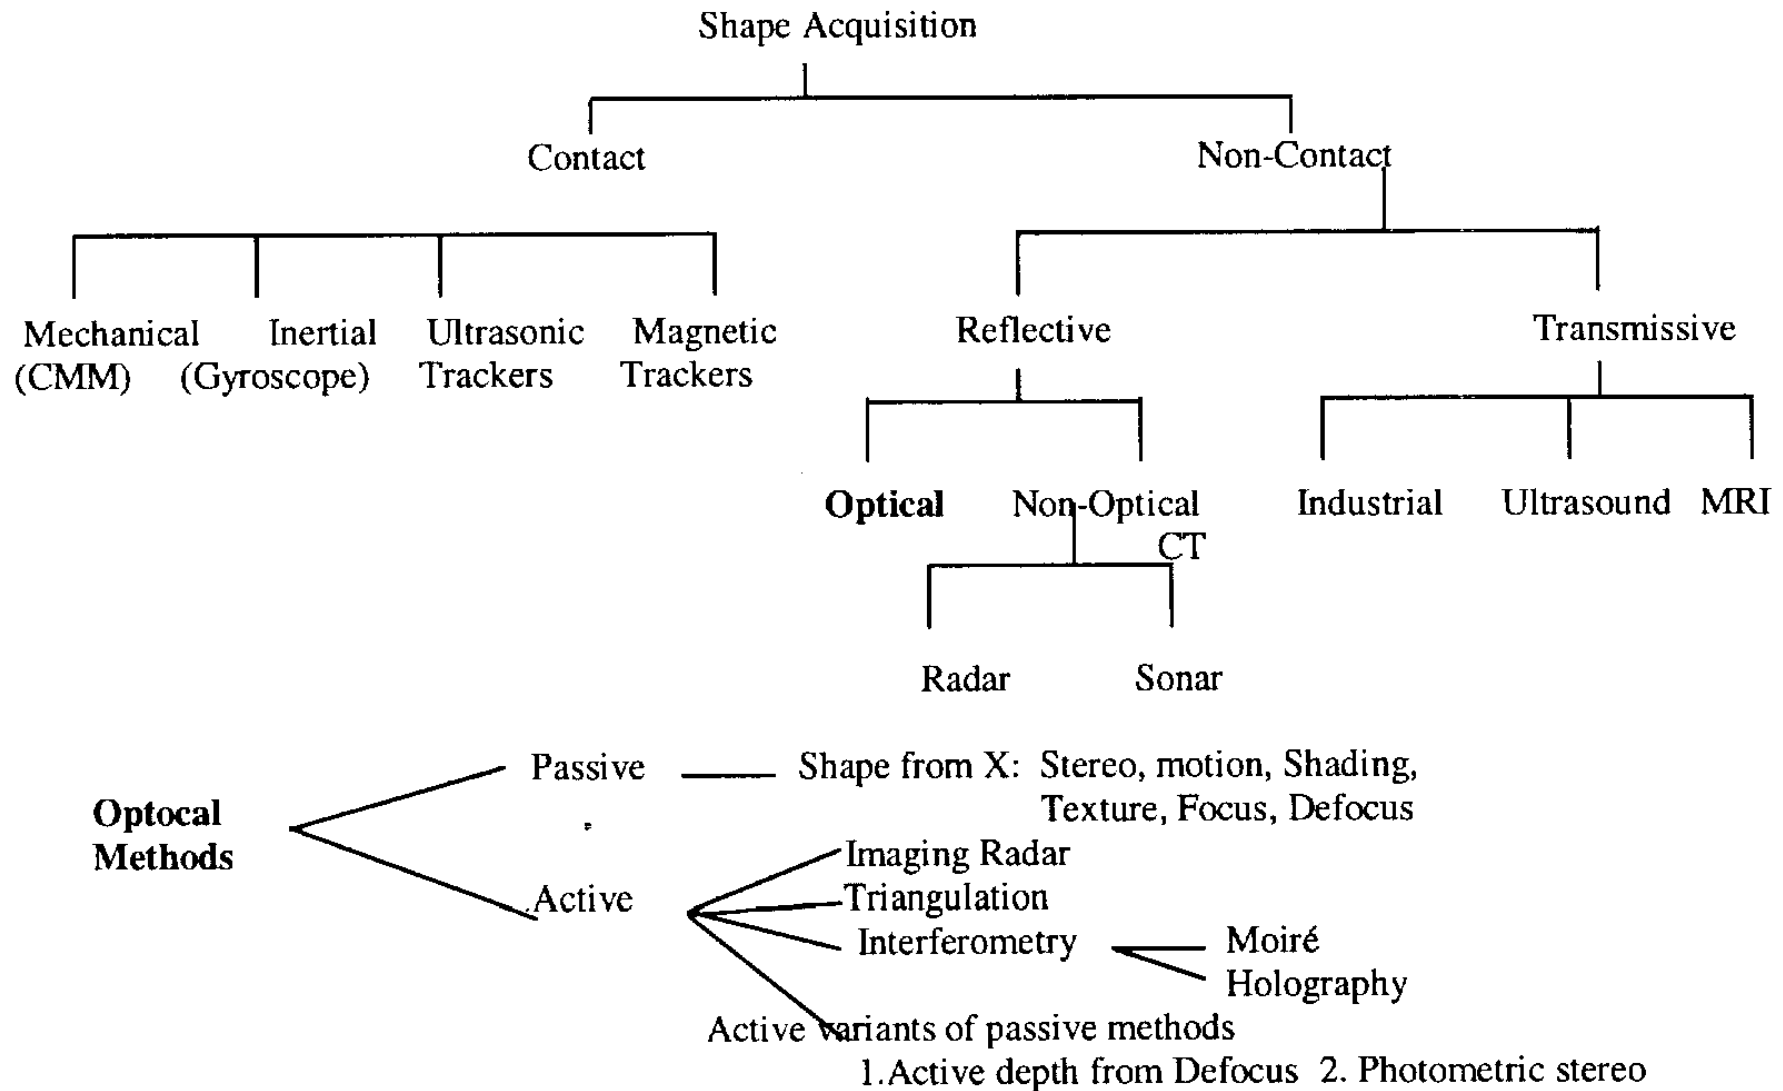 Shape Acquisition
Contact
Non-Contact
Mechanical Inertial Ultrasonic Magnetic
(CMM) (Gyroscope) Trackers Trackers
Reflective Transmissive
Optical Non-Optical Industrial Ultrasound MRI
CT
Radar Sonar
Passive Shape from X: Stereo, motion, Shading,
Texture, Focus, Defocus
Optocal
Methods
Imaging Radar
Active Triangulation
Interferometry Moiré
Holography
Active variants of passive methods
1.Active depth from Defocus 2. Photometric stereo